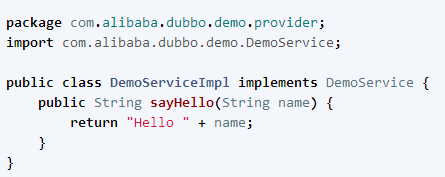 package com.alibaba.dubbo.demo.provider;
import com.alibaba.dubbo.demo.DemoService;

public class DemoServiceImpl implements DemoService {
    public String sayHello(String name) {
        return "Hello " + name;
    }
}